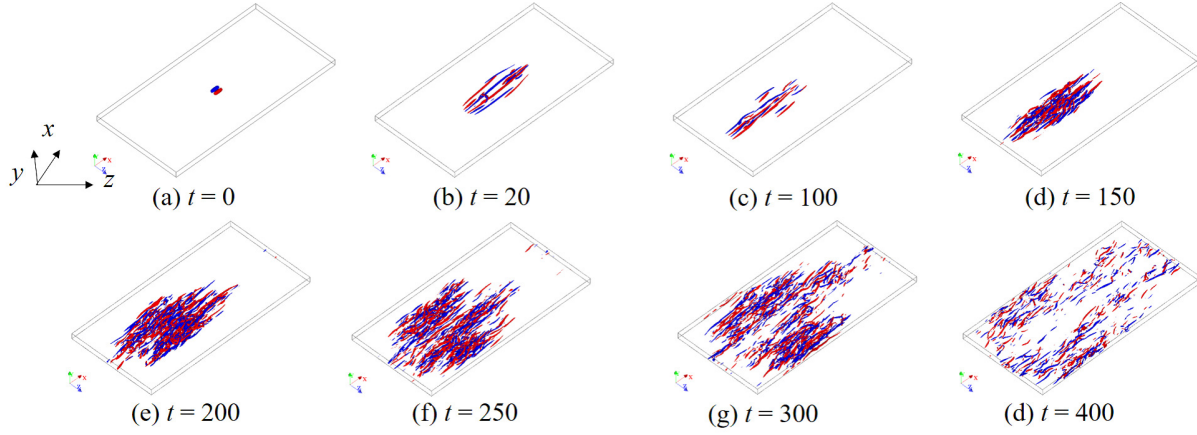 (a) t = 0
(b) t = 20
(c) t = 100
(d) t = 150
x
y
z
x
z
x
z
x
z
x
z
(e) t = 200
(f) t = 250
(g) t = 300
(d) t = 400
x
z
x
z
x
z
x
z